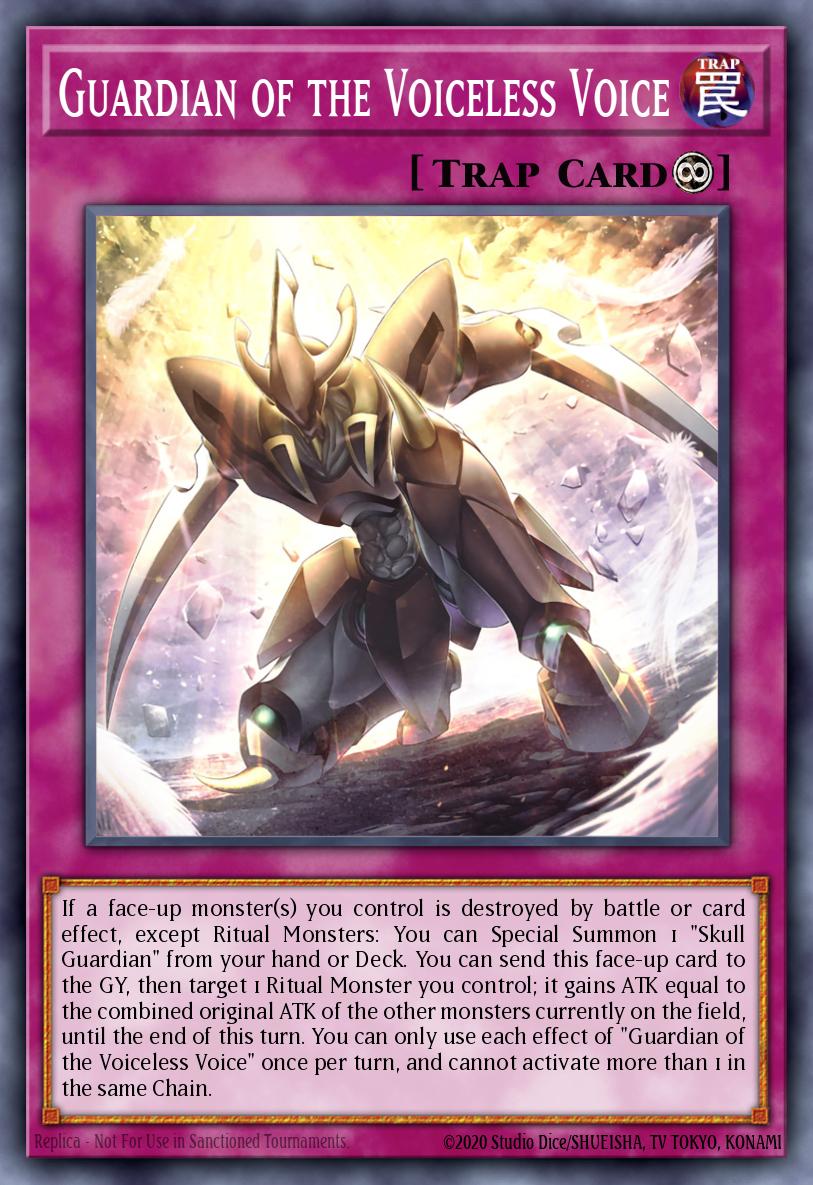 Guardian of the Voiceless Voice
TRAP
罠
[Trap Card]
If a face-up monster(s) you control is destroyed by battle or card
effect, except Ritual Monsters: You can Special Summon 1 "Skull
Guardian" from your hand or Deck. You can send this face-up card to
the GY, then target 1 Ritual Monster you control; it gains ATK equal to
the combined original ATK of the other monsters currently on the field,
until the end of this turn. You can only use each effect of "Guardian of
the Voiceless Voice" once per turn, and cannot activate more than 1 in
the same Chain.
Replica - Not For Use in Sanctioned Tournaments.
©2020 Studio Dice/SHUEISHA, TV TOKYO, KONAMI